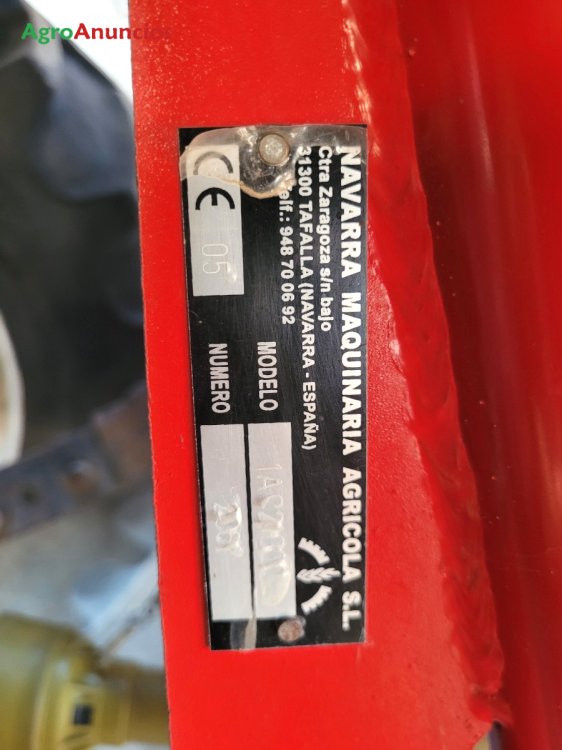 AgroAnuncios
NAVARRA MAQUINARIA AGRICOLA S.L.
Ctra Zaragoza s/n bajo
31300 TAFALLA (NAVARRA - ESPAÑA)
Telf.: 948 70 06 92
CE 05
MODELO
NUMERO